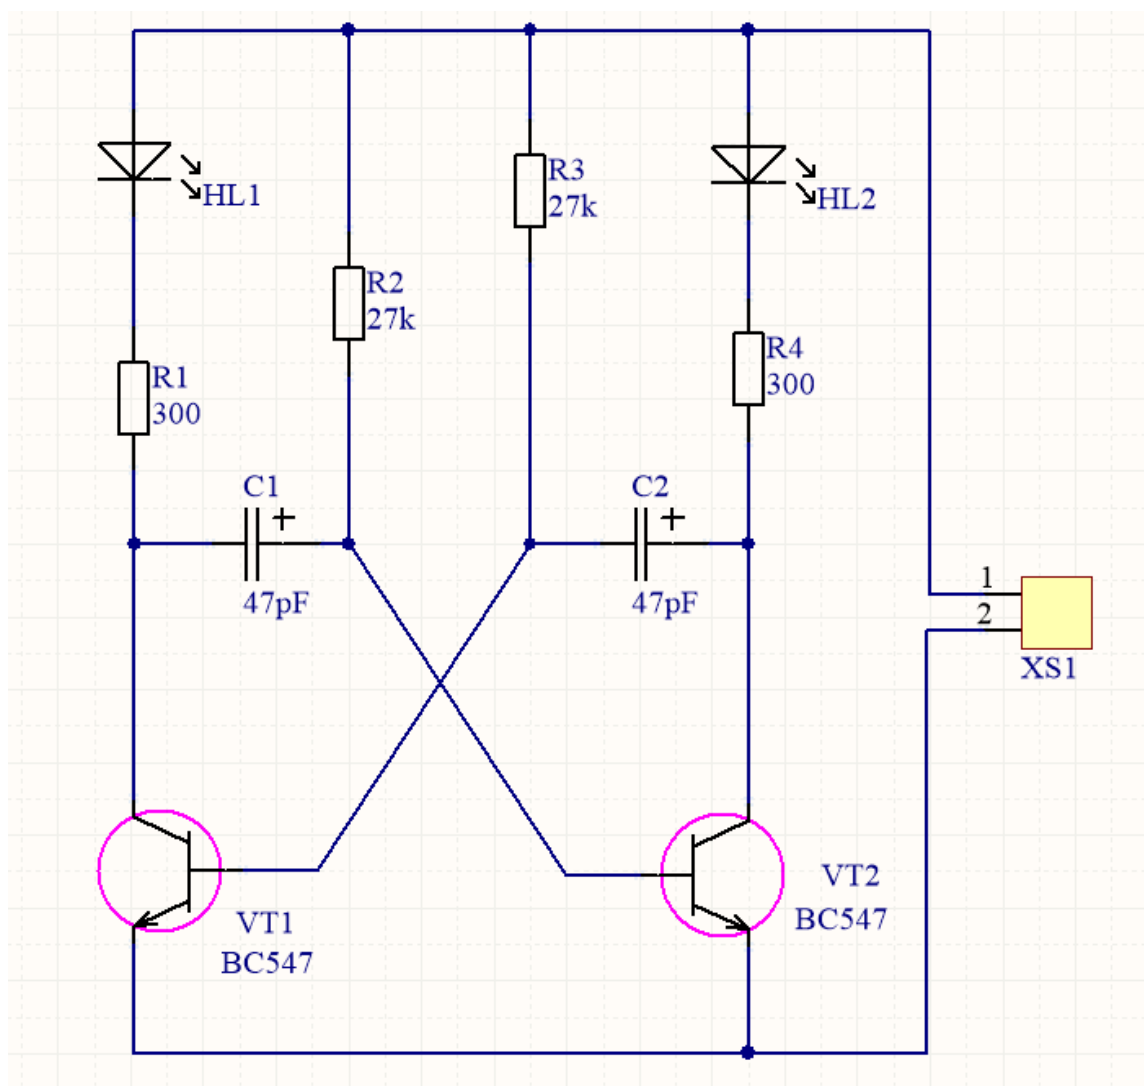 HL1
R3
27k
HL2
R2
27k
R1
300
R4
300
C1
+
47pF
C2
+
47pF
1
2
XS1
VT1
BC547
VT2
BC547